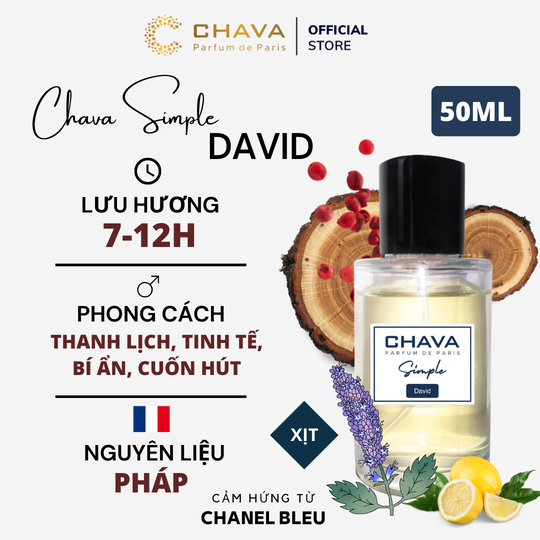 CHAVA
Parfum de Paris
OFFICIAL
STORE
Chava Simple
DAVID
50ML
LƯU HƯƠNG
7-12H
PHONG CÁCH
THANH LỊCH, TINH TẾ,
BÍ ẨN, CUỐN HÚT
NGUYÊN LIỆU
PHÁP
XỊT
CẢM HỨNG TỪ
CHANEL BLEU
CHAVA
PARFUM DE PARIS
Simple
David